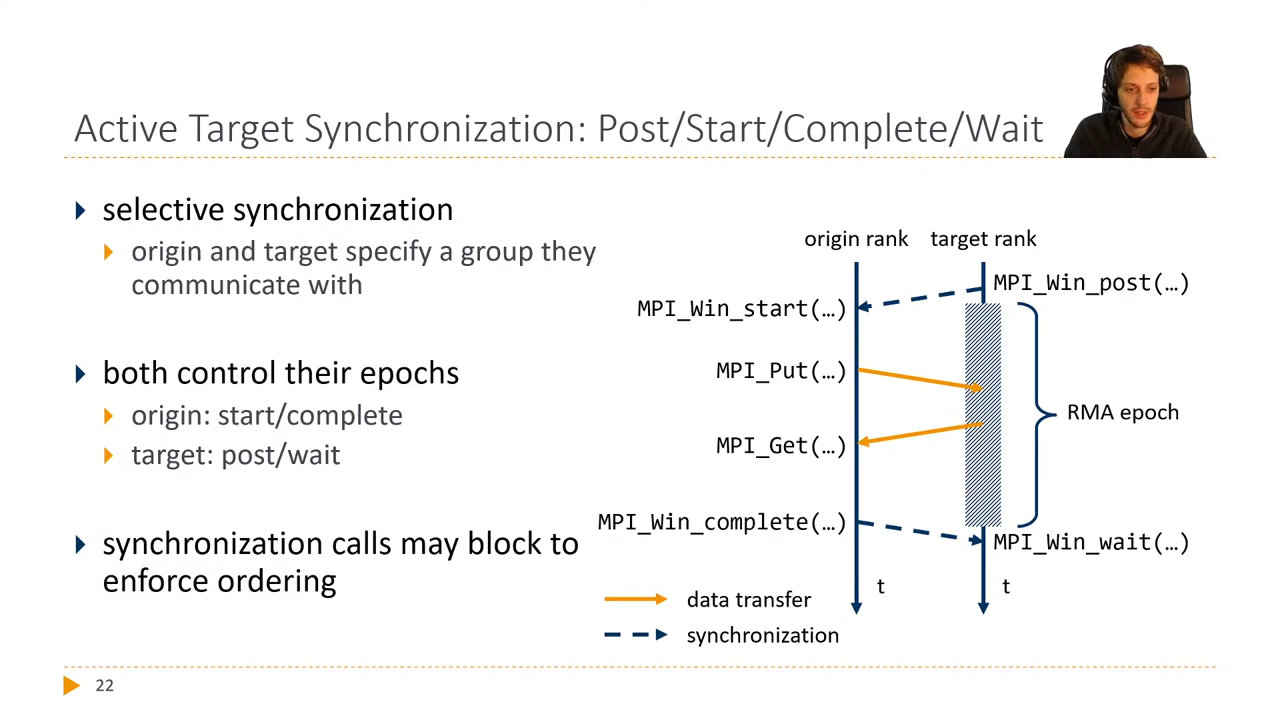 Active Target Synchronization: Post/Start/Complete/Wait
selective synchronization
origin and target specify a group they
communicate with
both control their epochs
origin: start/complete
target: post/wait
synchronization calls may block to
enforce ordering
origin rank target rank
MPI_Win_post(…)
MPI_Win_start(…)
MPI_Put(…)
RMA epoch
MPI_Get(…)
MPI_Win_complete(…)
MPI_Win_wait(…)
t t
data transfer
synchronization
22